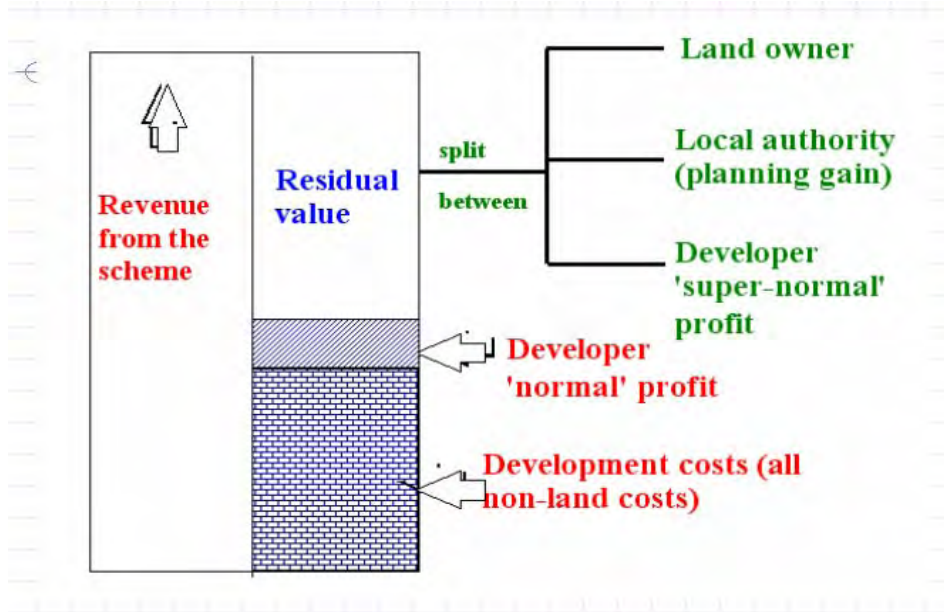 Revenue
from the
scheme
Residual
value
split
between
Land owner
Local authority
(planning gain)
Developer
'super-normal'
profit
Developer
'normal' profit
Development costs (all
non-land costs)